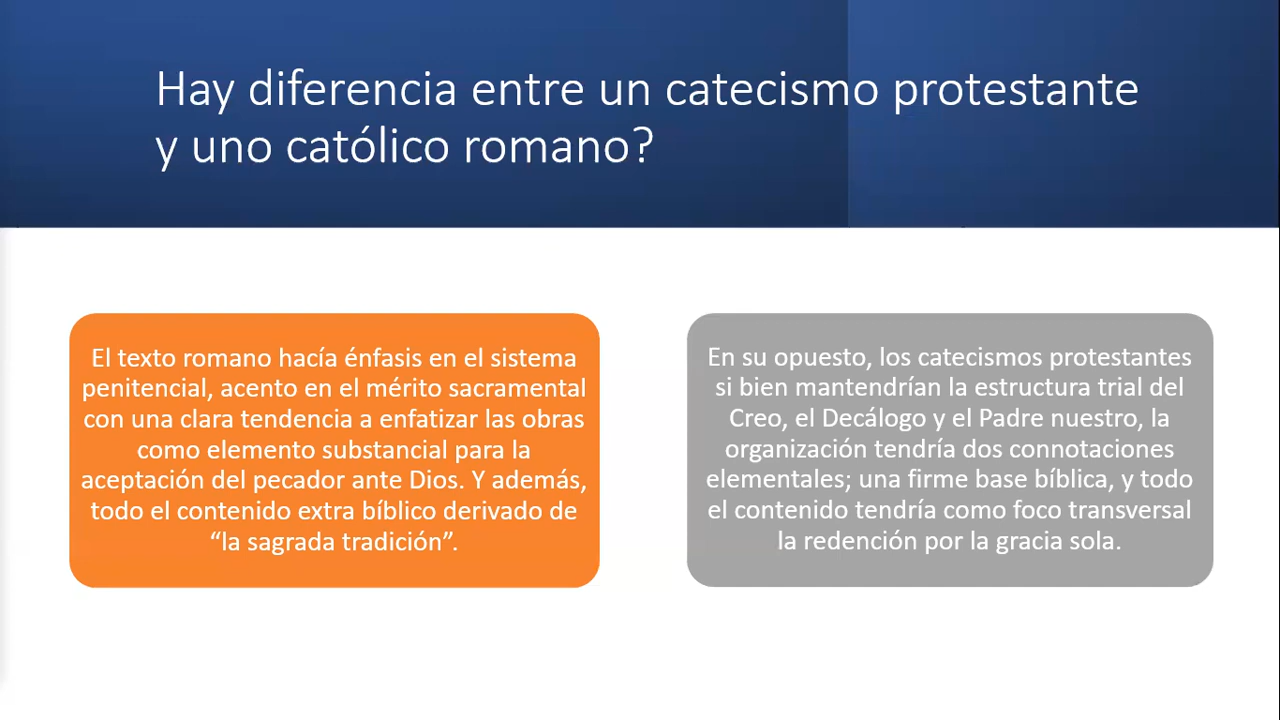 Hay diferencia entre un catecismo protestante
y uno católico romano?
El texto romano hacía énfasis en el sistema
penitencial, acento en el mérito sacramental
con una clara tendencia a enfatizar las obras
como elemento substancial para la
aceptación del pecador ante Dios. Y además,
todo el contenido extra bíblico derivado de
“la sagrada tradición”.
En su opuesto, los catecismos protestantes
si bien mantendrían la estructura trial del
Creo, el Decálogo y el Padre nuestro, la
organización tendría dos connotaciones
elementales; una firme base bíblica, y todo
el contenido tendría como foco transversal
la redención por la gracia sola.